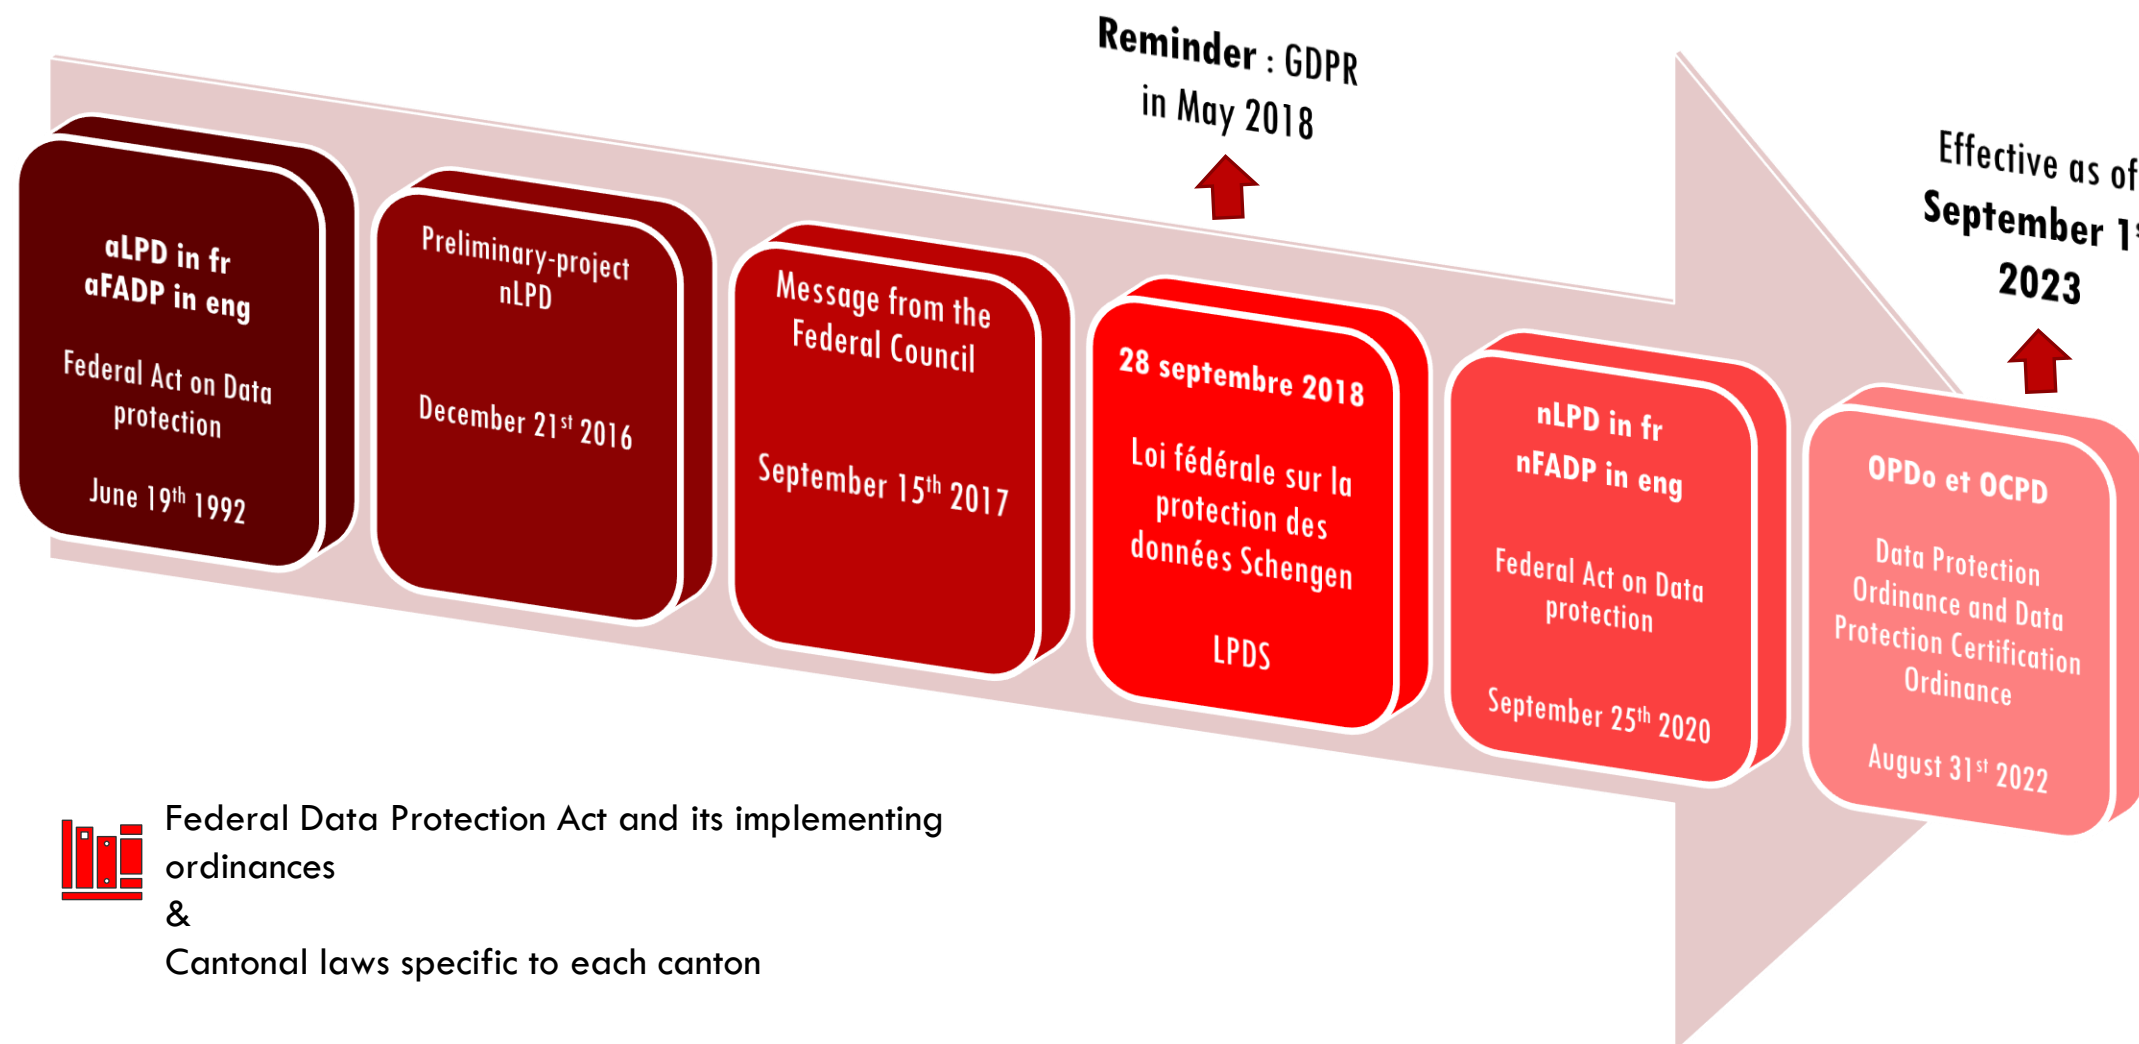 Reminder : GDPR
in May 2018
Effective as of
September 1
2023
aLPD in fr
aFADP in eng
Federal Act on Data
protection
June 19th 1992
Preliminary-project
nLPD
December 21st 2016
Message from the
Federal Council
September 15th 2017
28 septembre 2018
Loi fédérale sur la
protection des
données Schengen
LPDS
nLPD in fr
nFADP in eng
Federal Act on Data
protection
September 25th 2020
OPDo et OCPD
Data Protection
Ordinance and Data
Protection Certification
Ordinance
August 31st 2022
Federal Data Protection Act and its implementing
ordinances
&
Cantonal laws specific to each canton